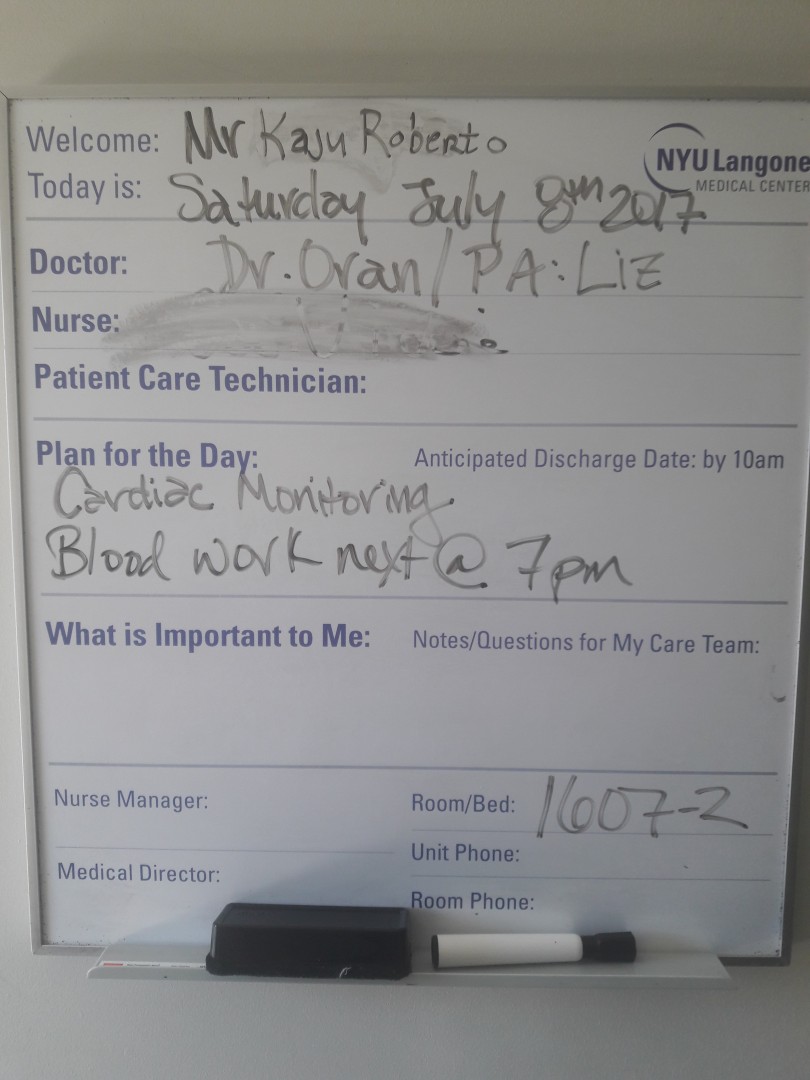 Welcome: Mr Kaju Roberto
NYU Langone
MEDICAL CENTER
Today is: Saturday July 8th 2017
Doctor: Dr. Oran / PA: Liz
Nurse:
Patient Care Technician:
Plan for the Day: Anticipated Discharge Date: by 10am
Cardiac Monitoring
Blood work next @ 7pm
What is Important to Me: Notes/Questions for My Care Team:
Nurse Manager: Room/Bed: 1607-2
Unit Phone:
Medical Director:
Room Phone: